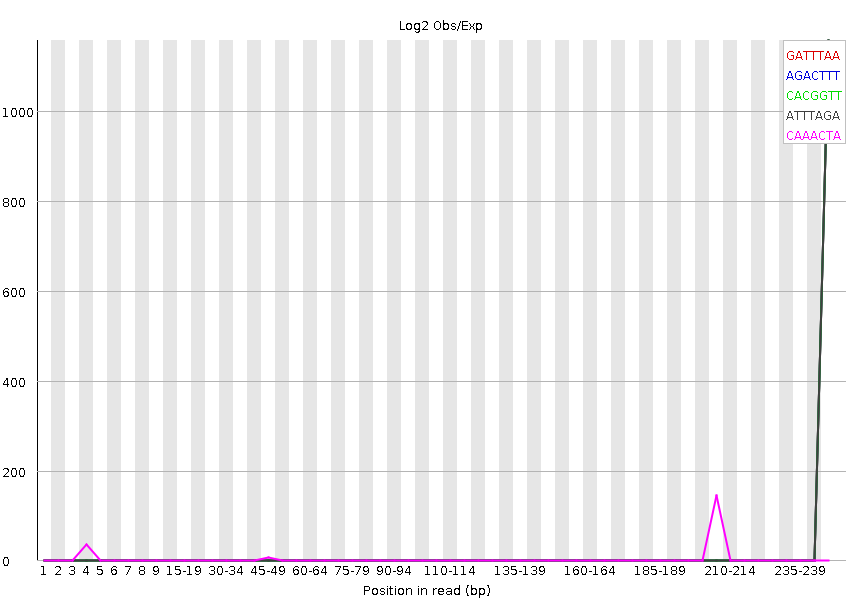 Log2 Obs/Exp
GATTTAA
AGACTTT
CACGGTT
ATTTAGA
CAAACTA
1000
800
600
400
200
0
1 2 3 4 5 6 7 8 9 15-19 30-34 45-49 60-64 75-79 90-94 110-114 135-139 160-164 185-189 210-214 235-239
Position in read (bp)